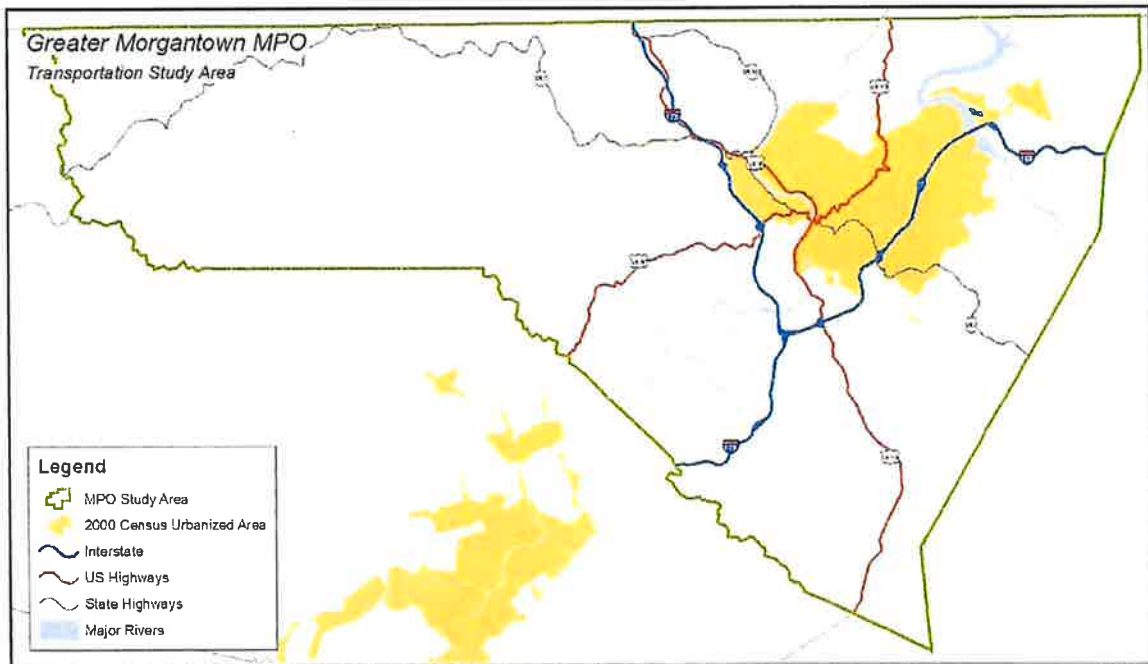 Greater Morgantown MPO
Transportation Study Area
Legend
MPO Study Area
2000 Census Urbanized Area
Interstate
US Highways
State Highways
Major Rivers